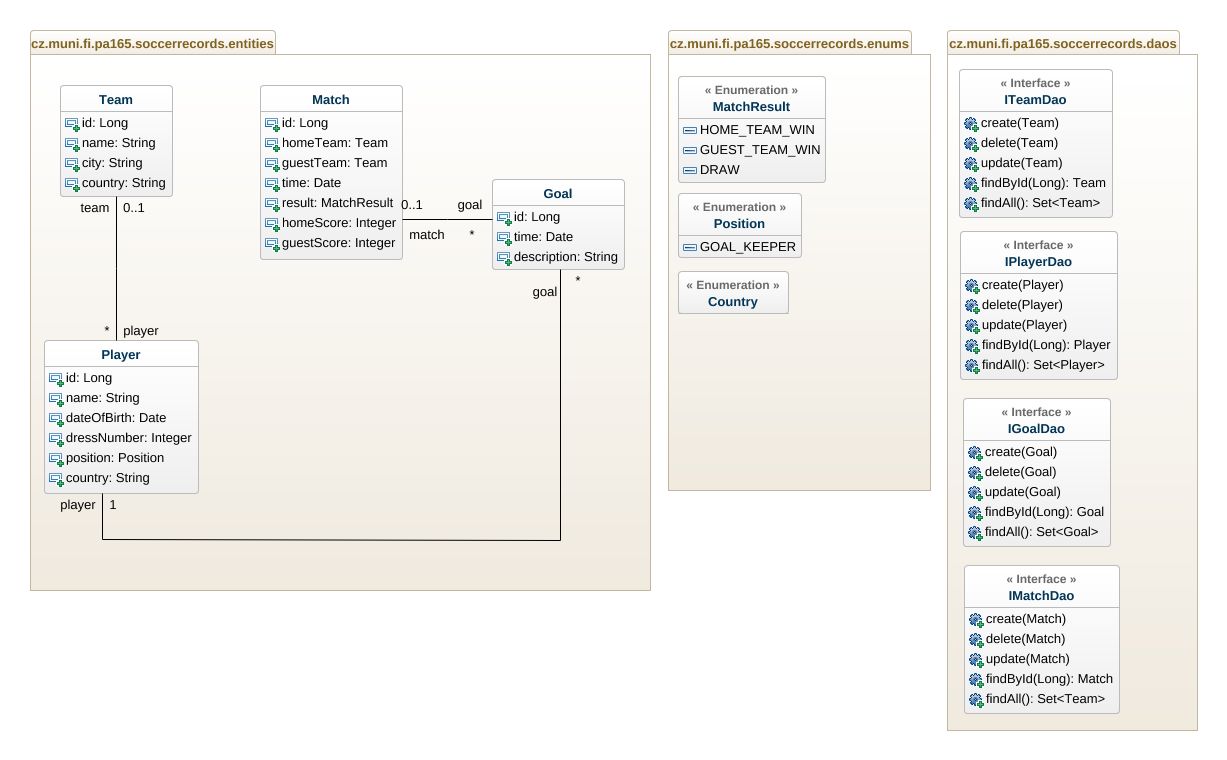 cz.muni.fi.pa165.soccerrecords.entities
Team
id: Long
name: String
city: String
country: String
team
0..1
*
player
Match
id: Long
homeTeam: Team
guestTeam: Team
time: Date
result: MatchResult
homeScore: Integer
guestScore: Integer
0..1
goal
match
*
Goal
id: Long
time: Date
description: String
*
goal
Player
id: Long
name: String
dateOfBirth: Date
dressNumber: Integer
position: Position
country: String
player
1
cz.muni.fi.pa165.soccerrecords.enums
« Enumeration »
MatchResult
HOME_TEAM_WIN
GUEST_TEAM_WIN
DRAW
« Enumeration »
Position
GOAL_KEEPER
« Enumeration »
Country
cz.muni.fi.pa165.soccerrecords.daos
« Interface »
ITeamDao
create(Team)
delete(Team)
update(Team)
findById(Long): Team
findAll(): Set<Team>
« Interface »
IPlayerDao
create(Player)
delete(Player)
update(Player)
findById(Long): Player
findAll(): Set<Player>
« Interface »
IGoalDao
create(Goal)
delete(Goal)
update(Goal)
findById(Long): Goal
findAll(): Set<Goal>
« Interface »
IMatchDao
create(Match)
delete(Match)
update(Match)
findById(Long): Match
findAll(): Set<Team>